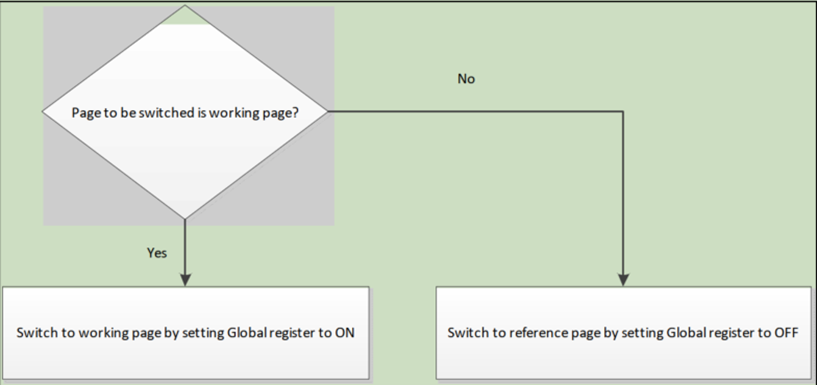 No
Page to be switched is working page?
Yes
Switch to working page by setting Global register to ON
Switch to reference page by setting Global register to OFF